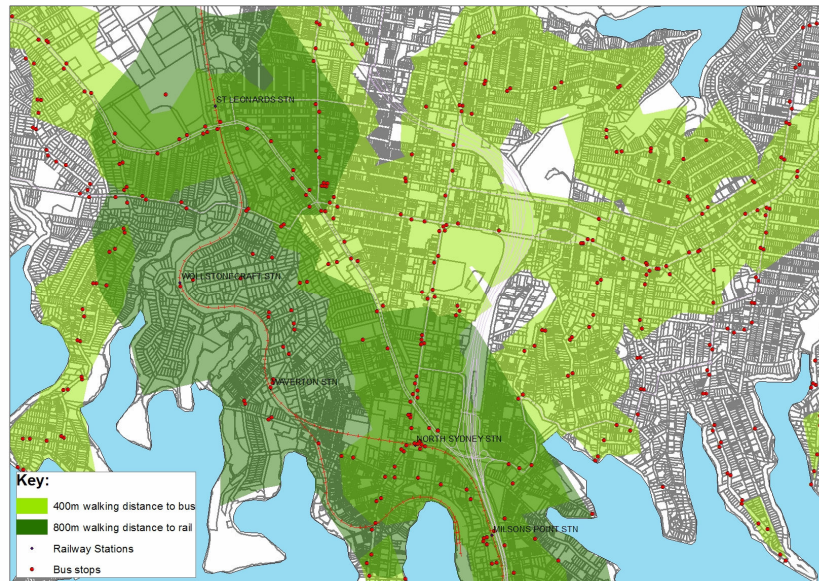 ST LEONARDS STN
WOLLSTONECRAFT STN
WAVERTON STN
NORTH SYDNEY STN
MILSONS POINT STN
Key:
400m walking distance to bus
800m walking distance to rail
Railway Stations
Bus stops